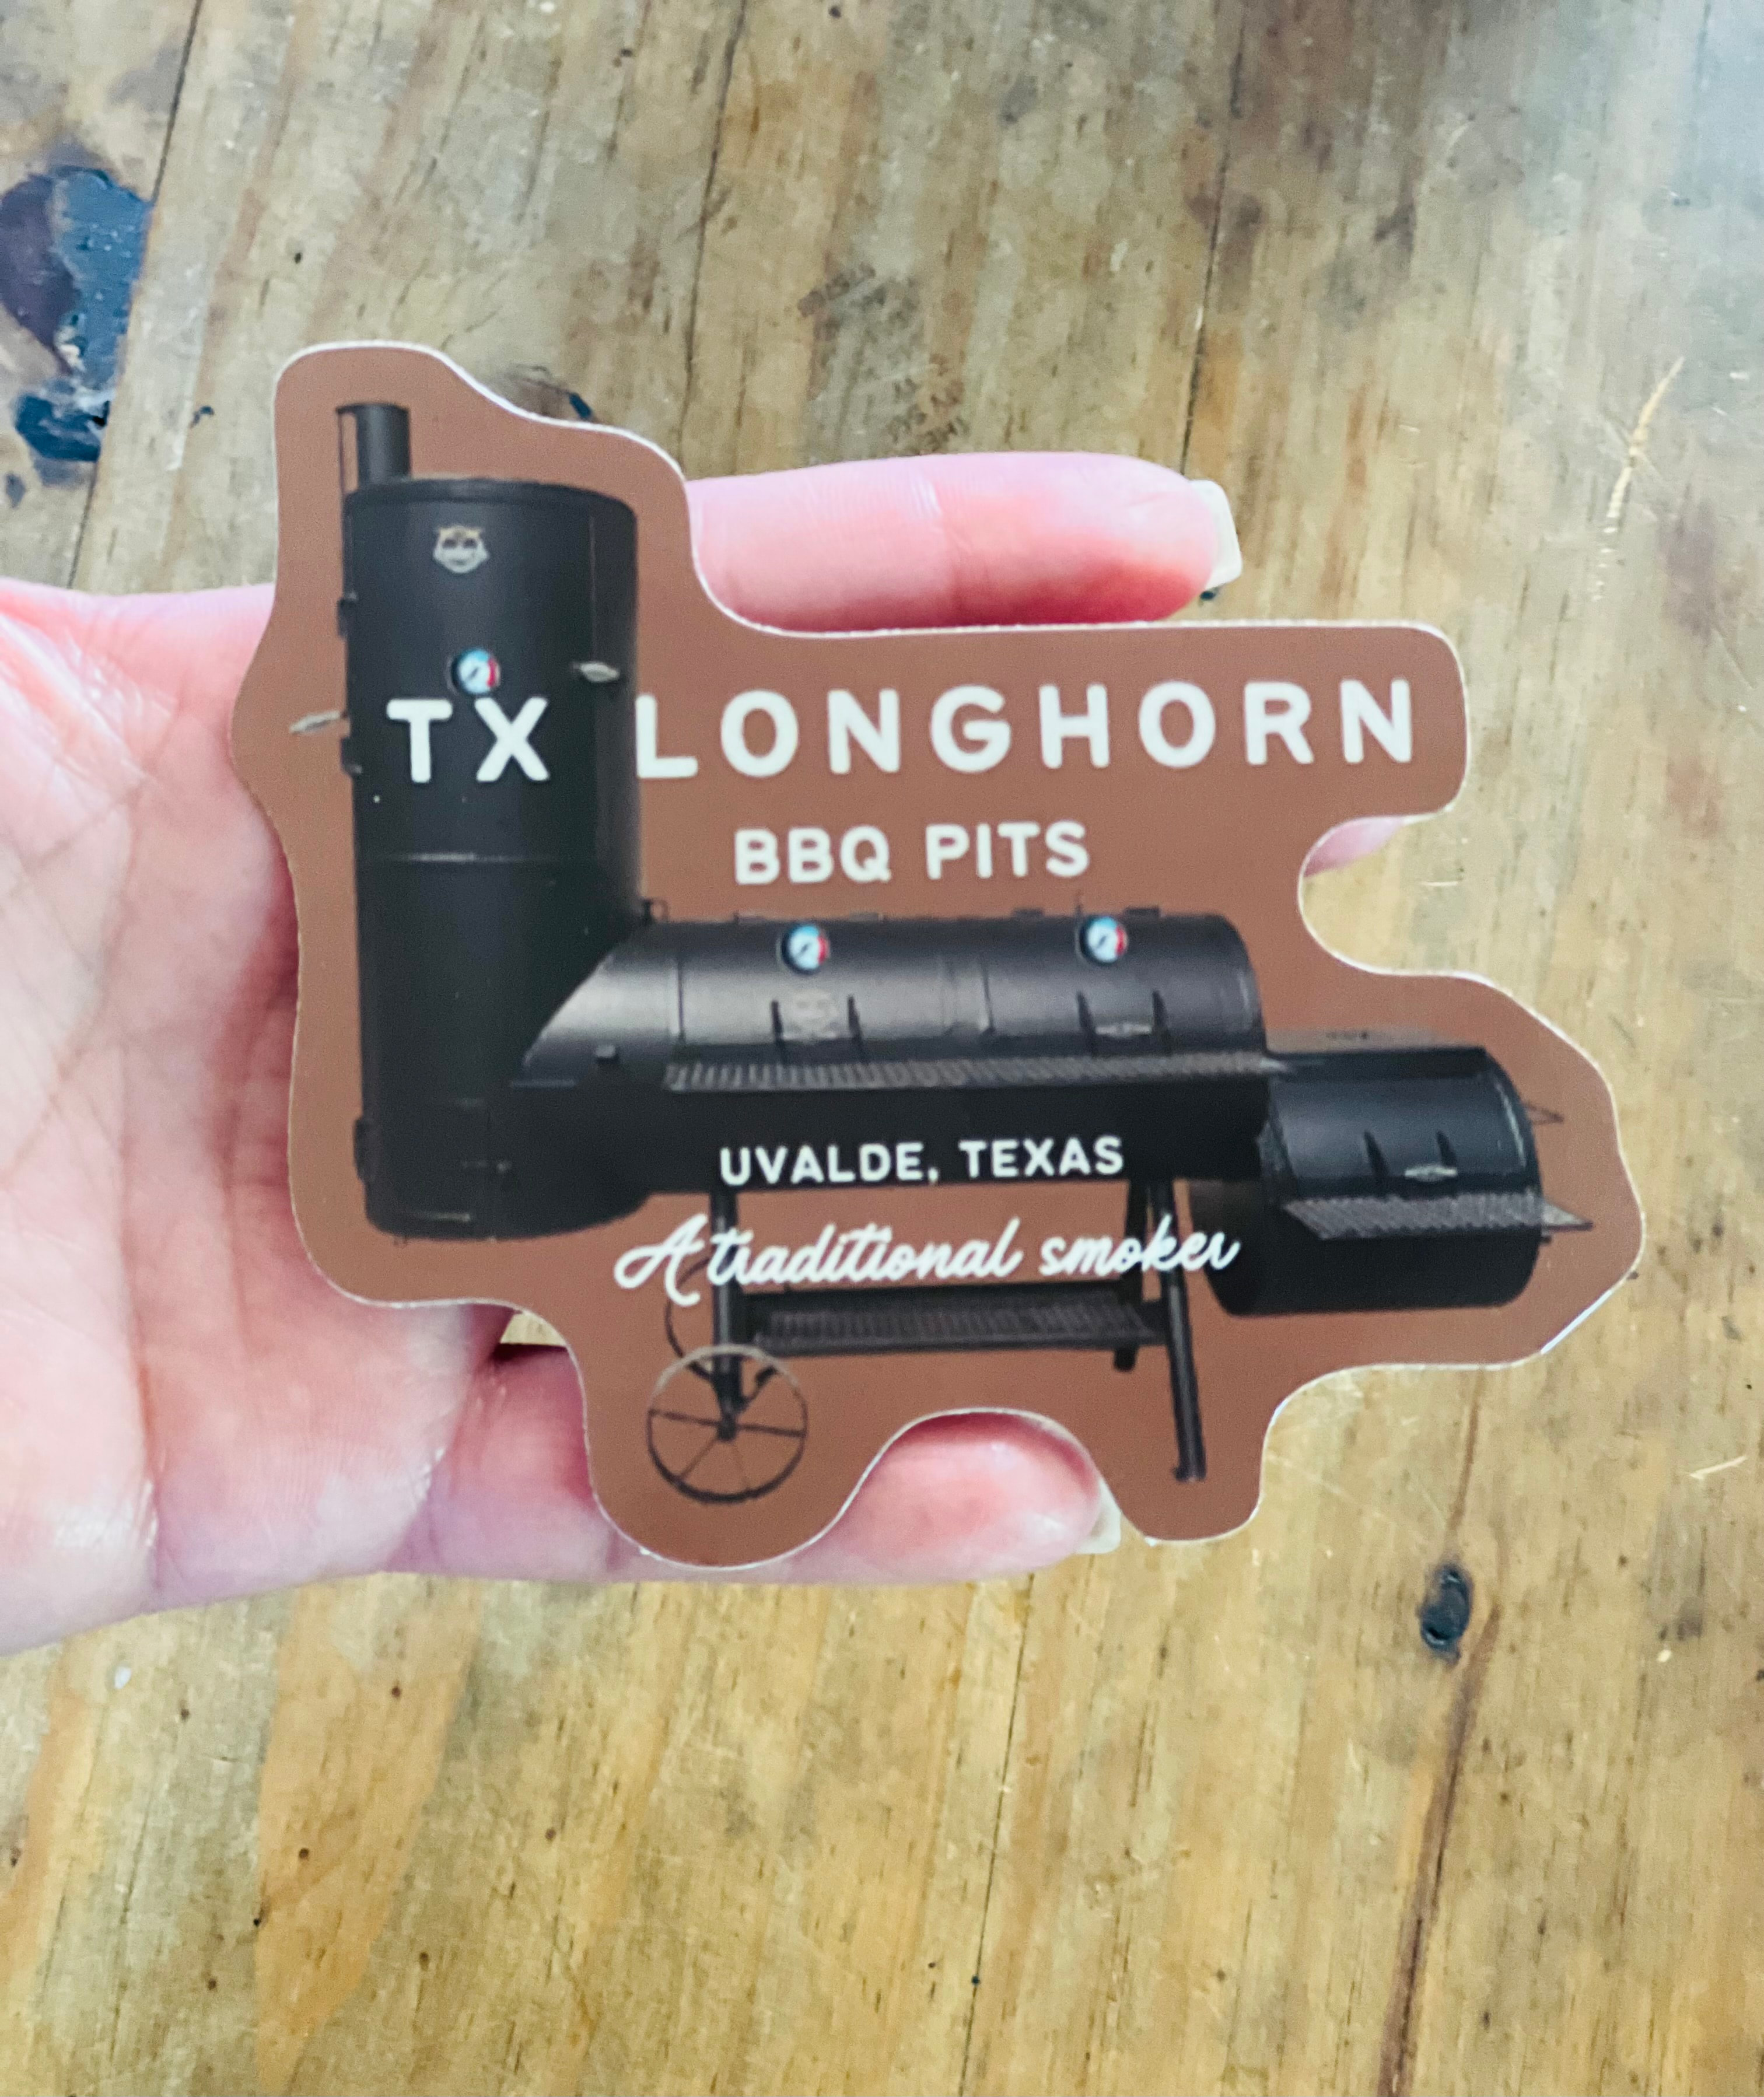 TX LONGHORN
BBQ PITS
UVALDE, TEXAS
A traditional smoker